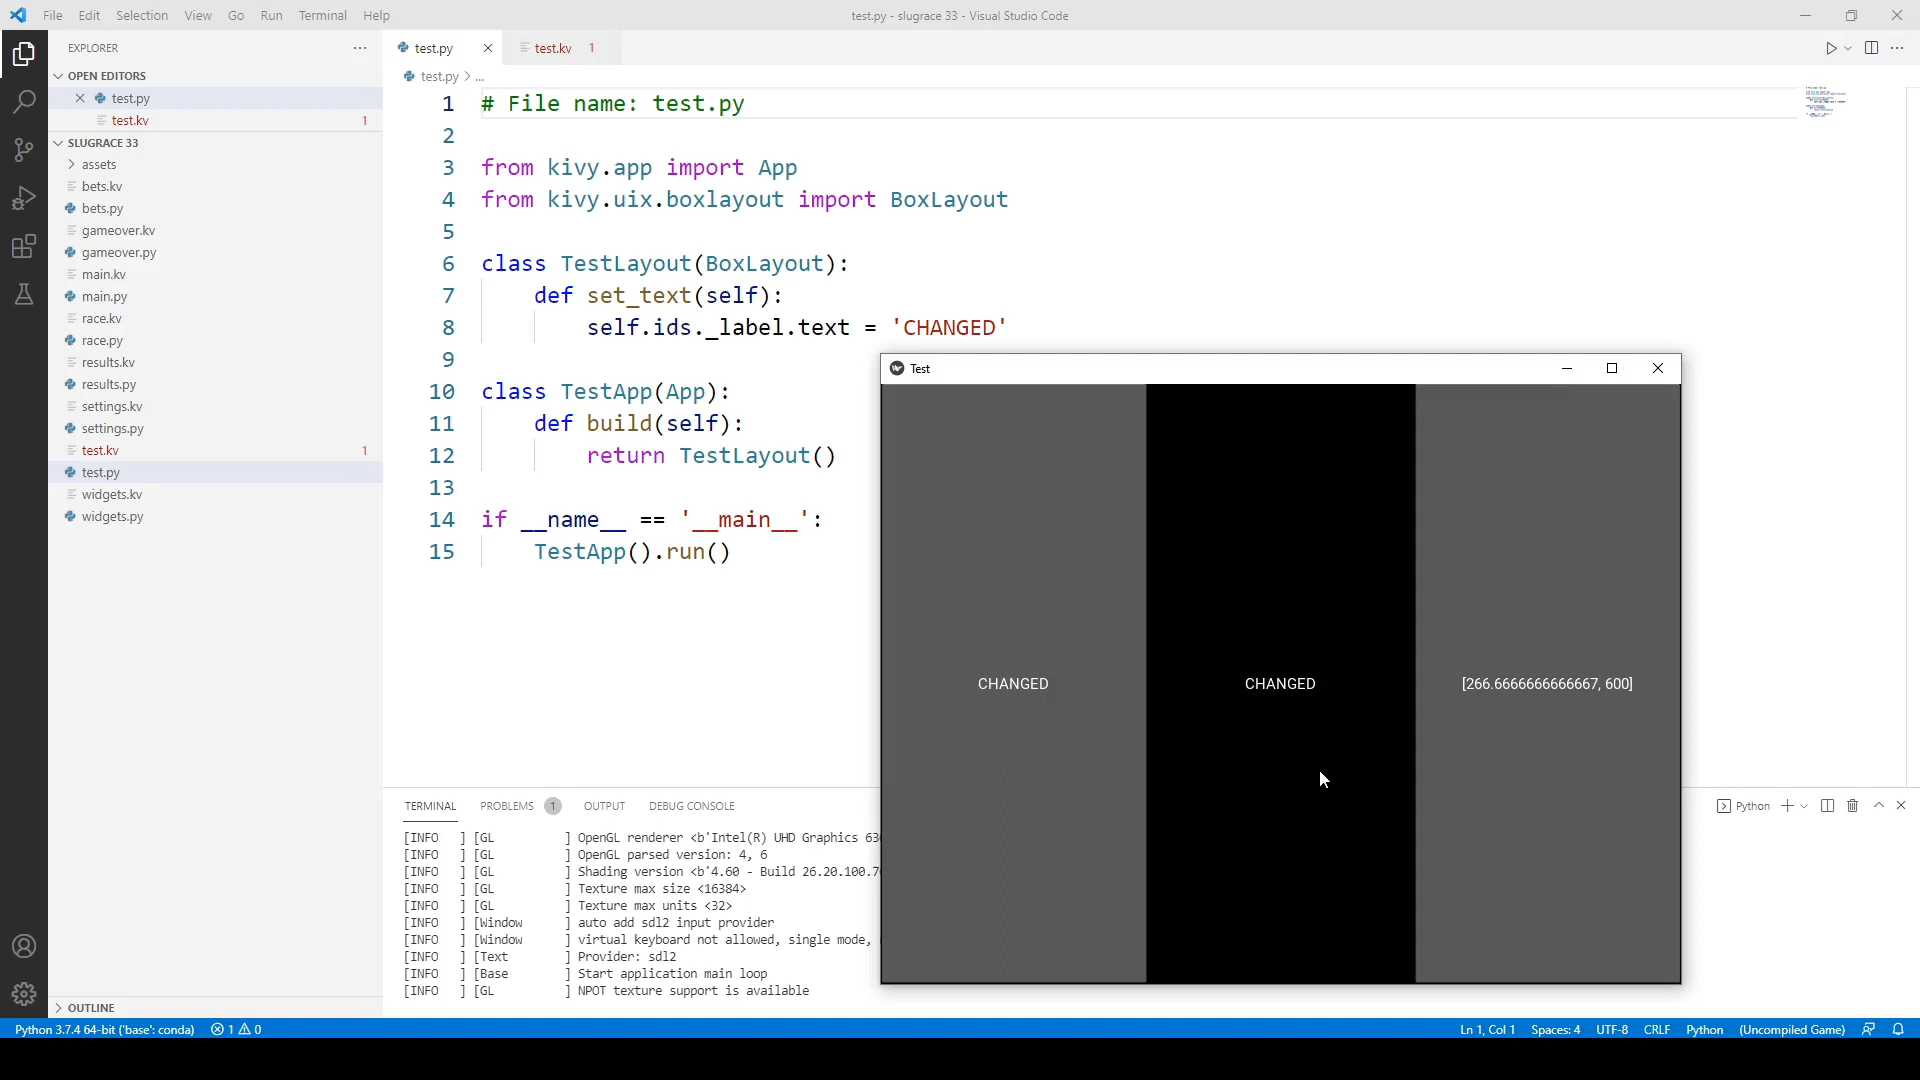 File Edit Selection View Go Run Terminal Help
test.py - slugrace 33 - Visual Studio Code
EXPLORER
OPEN EDITORS
test.py
test.kv 1
SLUGRACE 33
assets
bets.kv
bets.py
gameover.kv
gameover.py
main.kv
main.py
race.kv
race.py
results.kv
results.py
settings.kv
settings.py
test.kv 1
test.py
widgets.kv
widgets.py
OUTLINE
test.py test.kv 1
test.py > ...
1 # File name: test.py
2
3 from kivy.app import App
4 from kivy.uix.boxlayout import BoxLayout
5
6 class TestLayout(BoxLayout):
7 def set_text(self):
8 self.ids._label.text = 'CHANGED'
9
10 class TestApp(App):
11 def build(self):
12 return TestLayout()
13
14 if __name__ == '__main__':
15 TestApp().run()
Test
CHANGED CHANGED [266.6666666666667, 600]
TERMINAL PROBLEMS 1 OUTPUT DEBUG CONSOLE
Python
[INFO ] [GL ] OpenGL renderer <b'Intel(R) UHD Graphics
[INFO ] [GL ] OpenGL parsed version: 4, 6
[INFO ] [GL ] Shading version <b'4.60 - Build 26.20.100.
[INFO ] [GL ] Texture max size <16384>
[INFO ] [GL ] Texture max units <32>
[INFO ] [Window ] auto add sdl2 input provider
[INFO ] [Window ] virtual keyboard not allowed, single mode,
[INFO ] [Text ] Provider: sdl2
[INFO ] [Base ] Start application main loop
[INFO ] [GL ] NPOT texture support is available
Python 3.7.4 64-bit ('base': conda) 1 0
Ln 1, Col 1 Spaces: 4 UTF-8 CRLF Python (Uncompiled Game)